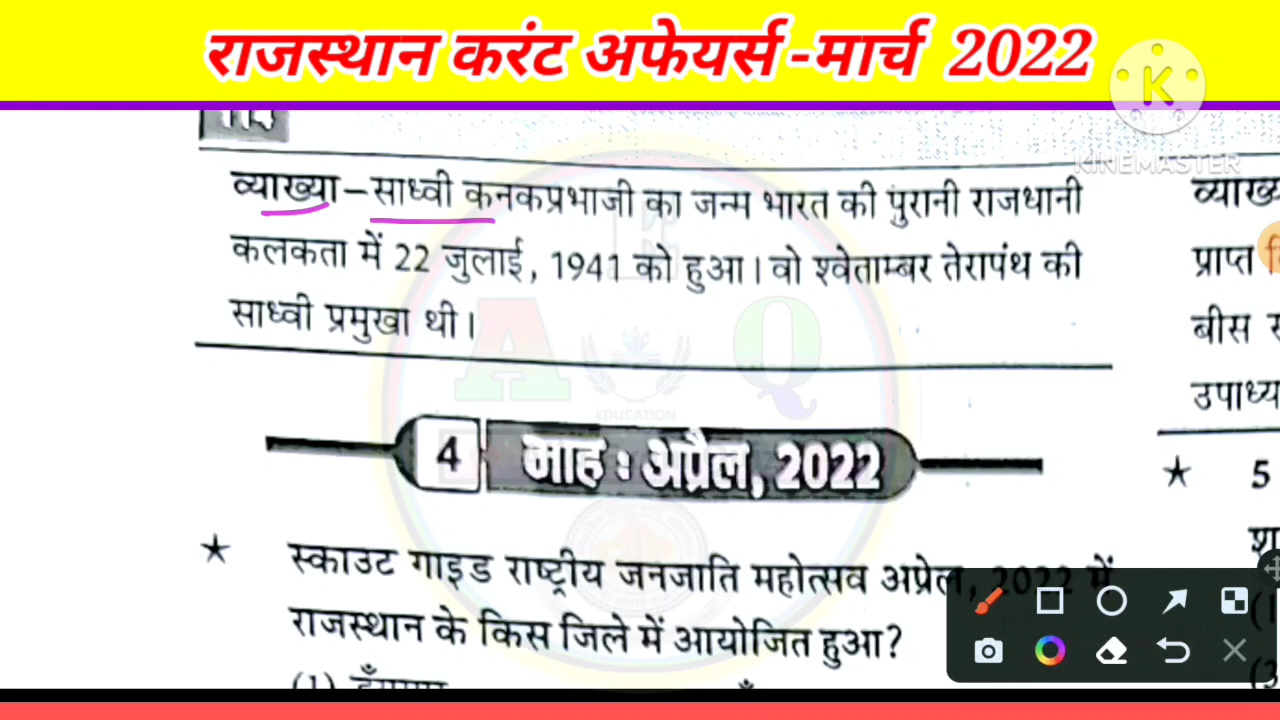 राजस्थान करंट अफेयर्स - मार्च 2022
K
KINEMASTER
व्याख्या – साध्वी कनकप्रभाजी का जन्म भारत की पुरानी राजधानी
कलकता में 22 जुलाई, 1941 को हुआ। वो श्वेताम्बर तेरापंथ की
साध्वी प्रमुखा थी।
E
A Q
EDUCATION
4 माह : अप्रैल, 2022
★ स्काउट गाइड राष्ट्रीय जनजाति महोत्सव अप्रेल, 2022 में
राजस्थान के किस जिले में आयोजित हुआ?
प्राप्त
बीस
★ 5